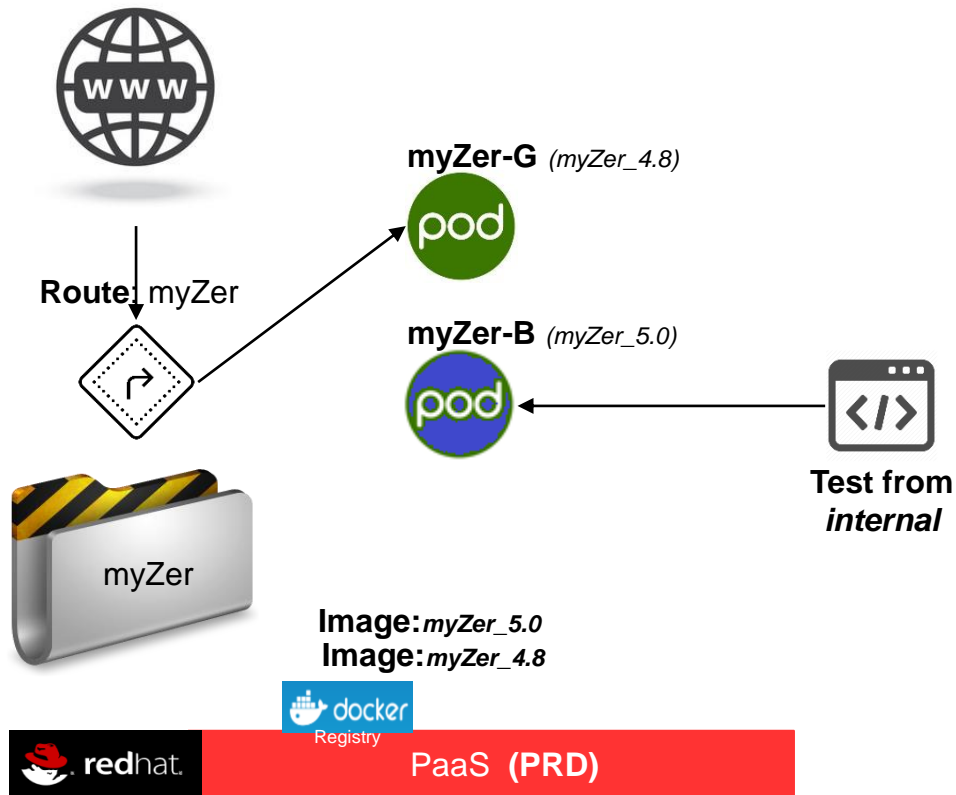 WWW
myZer-G (myZer_4.8)
pod
Route: myZer
myZer-B (myZer_5.0)
pod
</>
Test from
internal
myZer
Image:myZer_5.0
Image:myZer_4.8
docker
Registry
redhat.
PaaS (PRD)